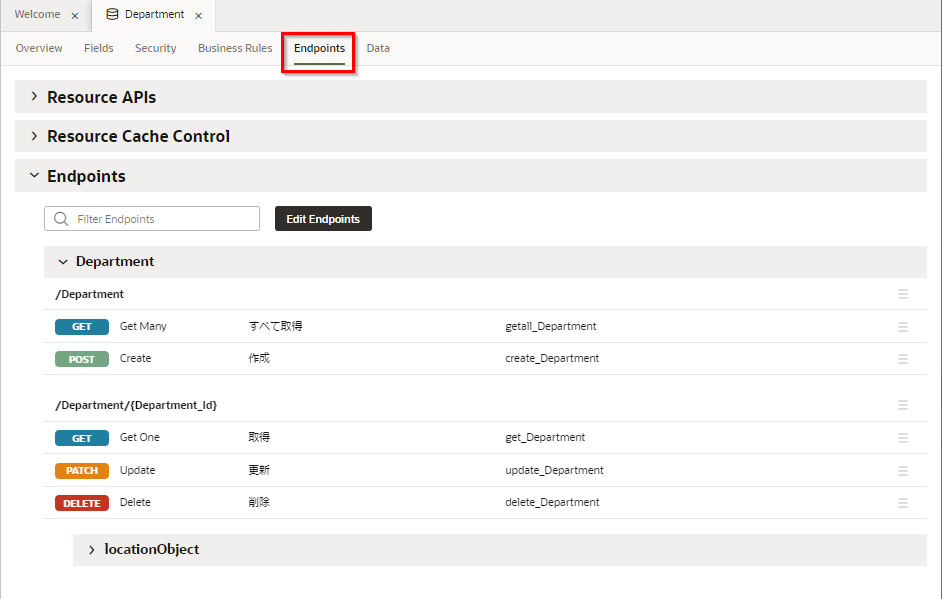 Welcome × Department ×
Overview Fields Security Business Rules Endpoints Data
Resource APIs
Resource Cache Control
Endpoints
Filter Endpoints Edit Endpoints
Department
/Department
GET Get Many すべて取得 getall_Department
POST Create 作成 create_Department
/Department/{Department_Id}
GET Get One 取得 get_Department
PATCH Update 更新 update_Department
DELETE Delete 削除 delete_Department
locationObject